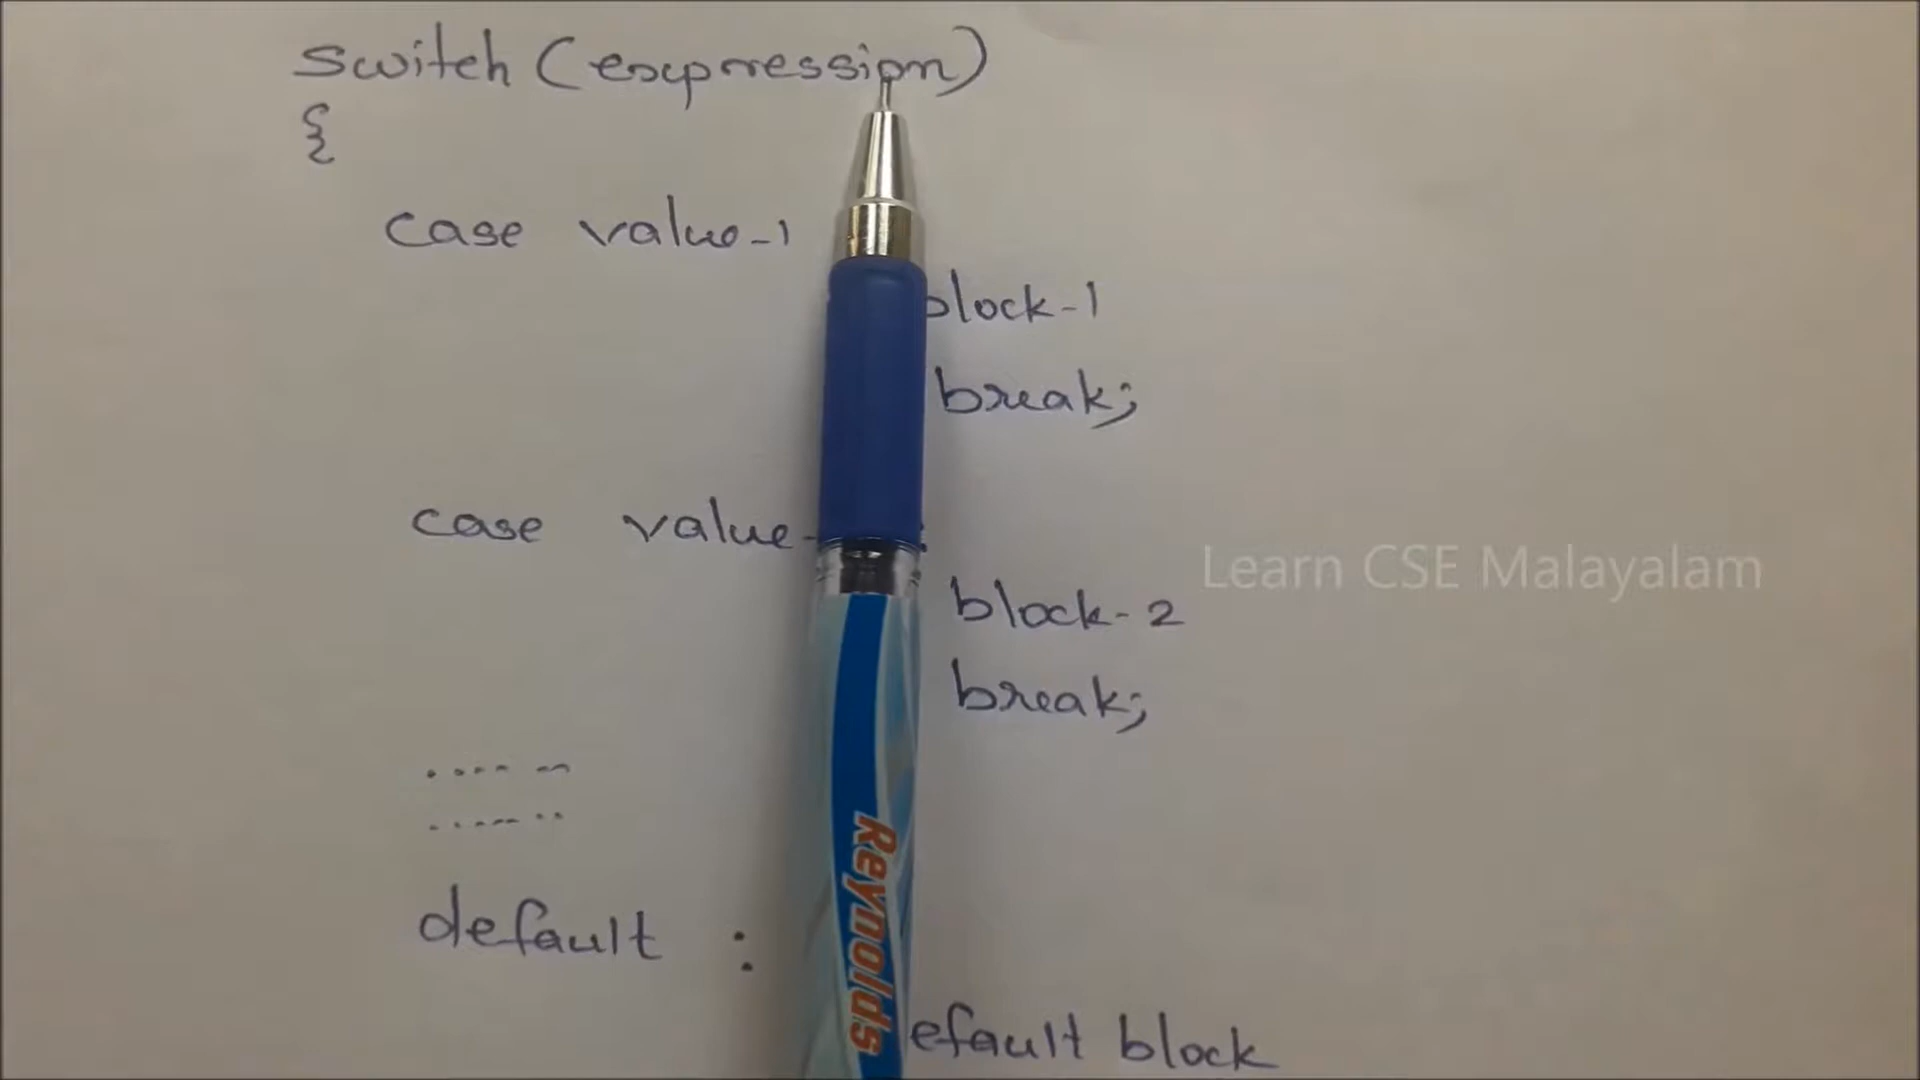 switch (expression)
{
case value-1
block-1
break;
case value-
:
block-2
break;
default :
efault block
Learn CSE Malayalam
Reynolds